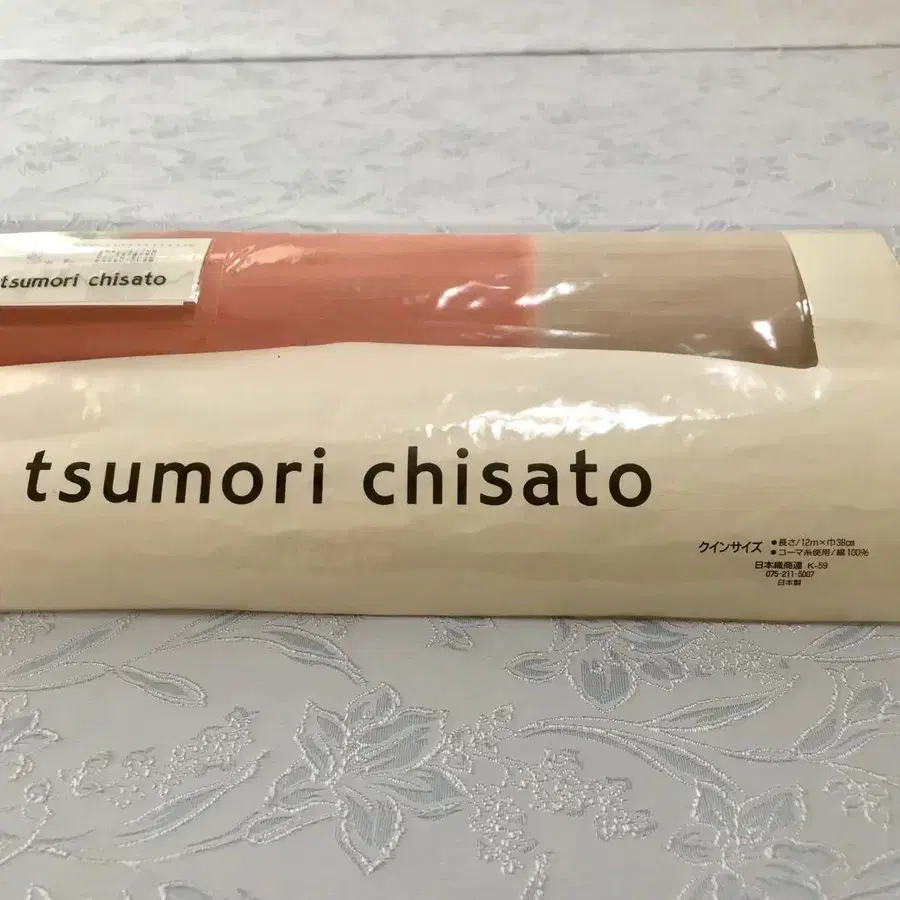 tsumori chisato
tsumori chisato
クインサイズ
●長さ/12m×巾38cm
●コーマ糸使用/綿100%
日本織商連 K-59
075-211-5007
日本製